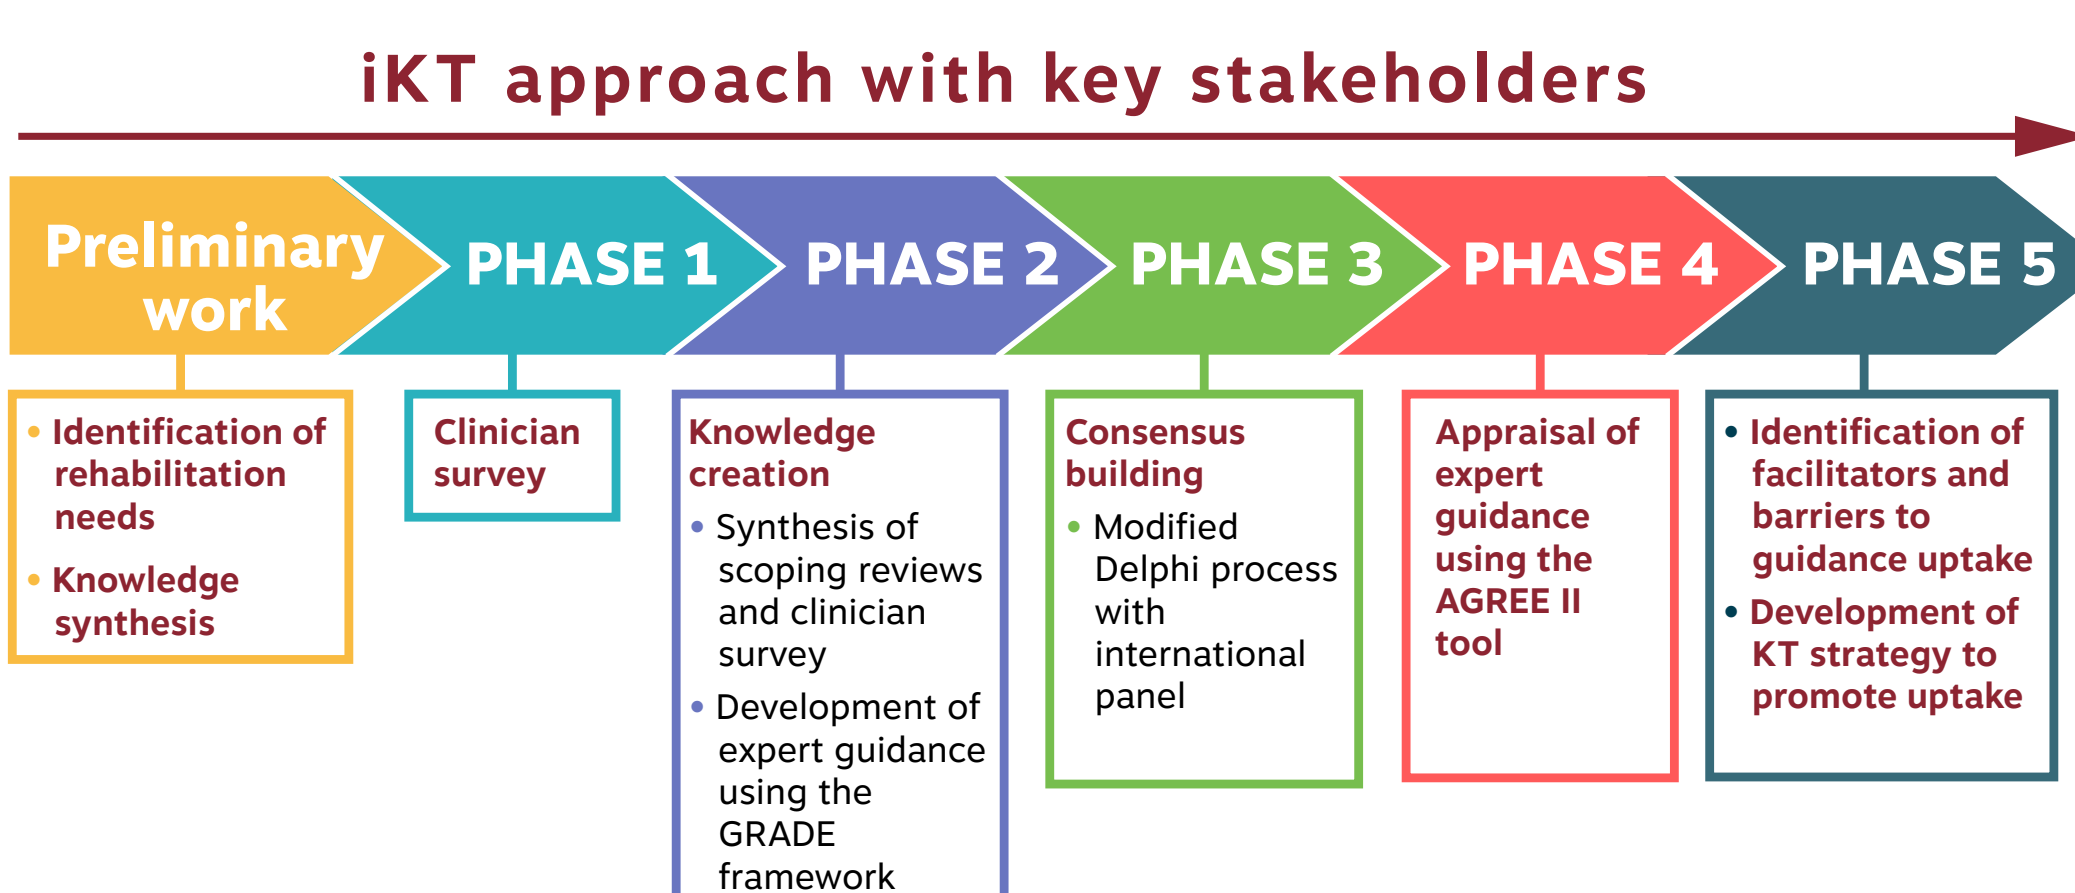 iKT approach with key stakeholders
Preliminary
work
PHASE 1
PHASE 2
PHASE 3
PHASE 4
PHASE 5
• Identification of
rehabilitation
needs
• Knowledge
synthesis
Clinician
survey
Knowledge
creation
• Synthesis of
scoping reviews
and clinician
survey
• Development of
expert guidance
using the
GRADE
framework
Consensus
building
• Modified
Delphi process
with
international
panel
Appraisal of
expert
guidance
using the
AGREE II
tool
• Identification of
facilitators and
barriers to
guidance uptake
• Development of
KT strategy to
promote uptake